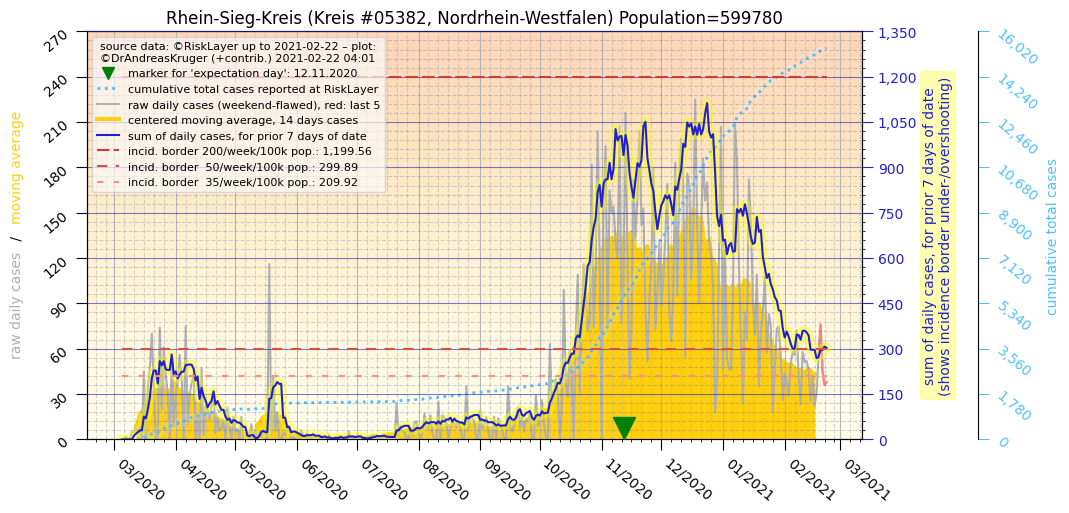 Rhein-Sieg-Kreis (Kreis #05382, Nordrhein-Westfalen) Population=599780
source data: ©RiskLayer up to 2021-02-22 – plot:
©DrAndreasKruger (+contrib.) 2021-02-22 04:01
marker for 'expectation day': 12.11.2020
cumulative total cases reported at RiskLayer
raw daily cases (weekend-flawed), red: last 5
centered moving average, 14 days cases
sum of daily cases, for prior 7 days of date
incid. border 200/week/100k pop.: 1,199.56
incid. border  50/week/100k pop.: 299.89
incid. border  35/week/100k pop.: 209.92
raw daily cases / moving average
270
240
210
180
150
120
90
60
30
0
03/2020
04/2020
05/2020
06/2020
07/2020
08/2020
09/2020
10/2020
11/2020
12/2020
01/2021
02/2021
03/2021
1,350
1,200
1,050
900
750
600
450
300
150
0
sum of daily cases, for prior 7 days of date
(shows incidence border under-/overshooting)
16,020
14,240
12,460
10,680
8,900
7,120
5,340
3,560
1,780
0
cumulative total cases